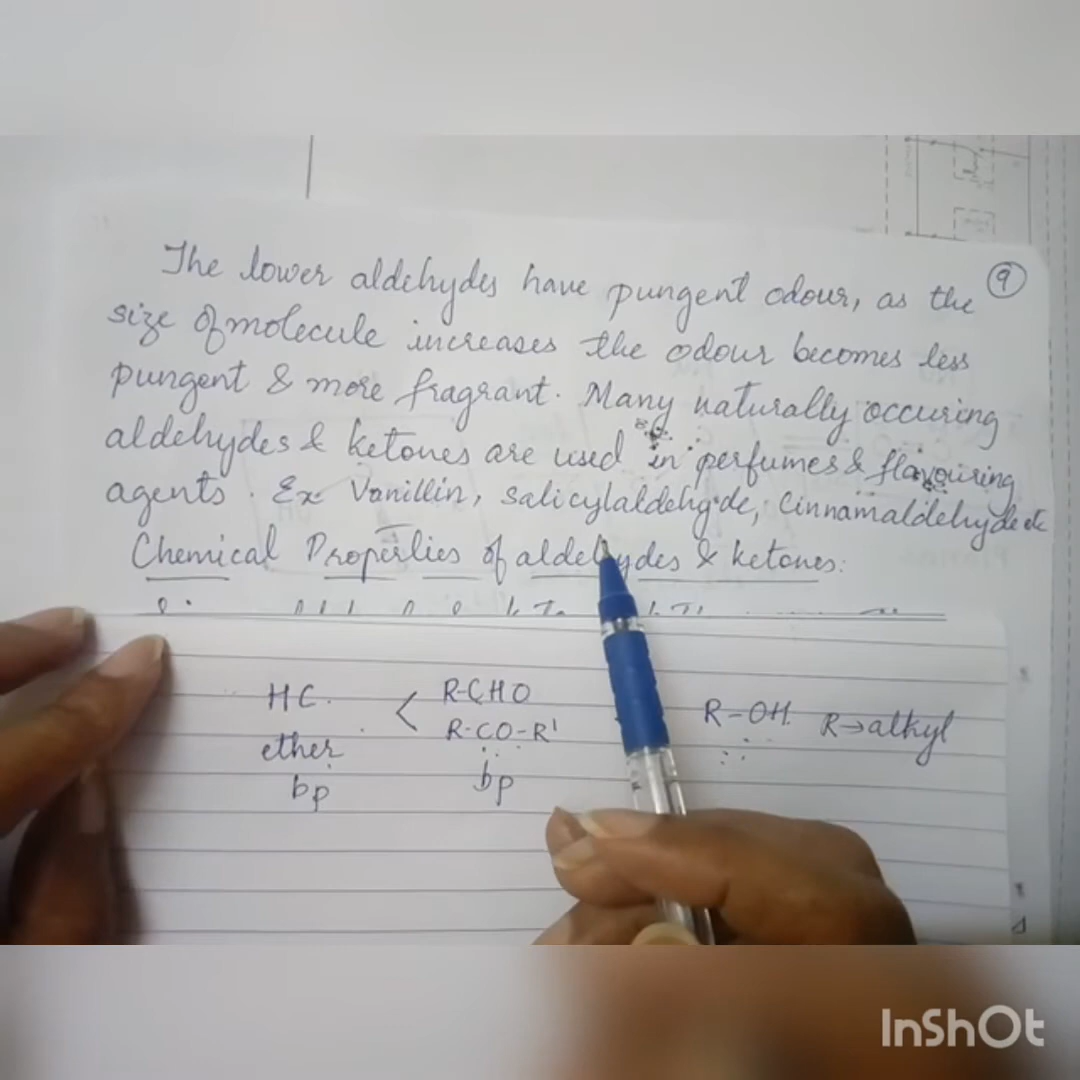 The lower aldehydes have pungent odour, as the
⑨
size of molecule increases the odour becomes less
pungent & more fragrant. Many naturally occuring
aldehydes & ketones are used in perfumes & flavouring
agents. Ex Vanillin, Salicylaldehyde, Cinnamaldehyde etc
Chemical Properties of aldehydes & ketones:
HC. < R-CHO
R-OH. R→alkyl
ether R-CO-R'
bp bp
InShOt